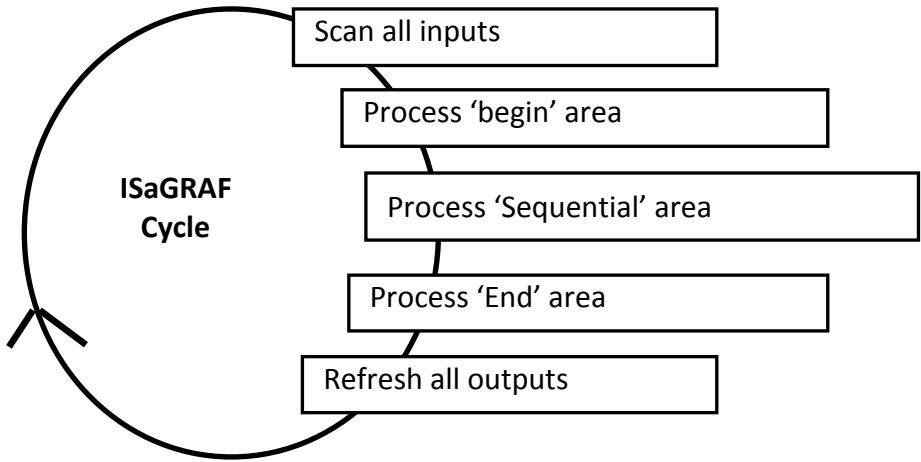 Scan all inputs
Process ‘begin’ area
ISaGRAF
Cycle
Process ‘Sequential’ area
Process ‘End’ area
Refresh all outputs